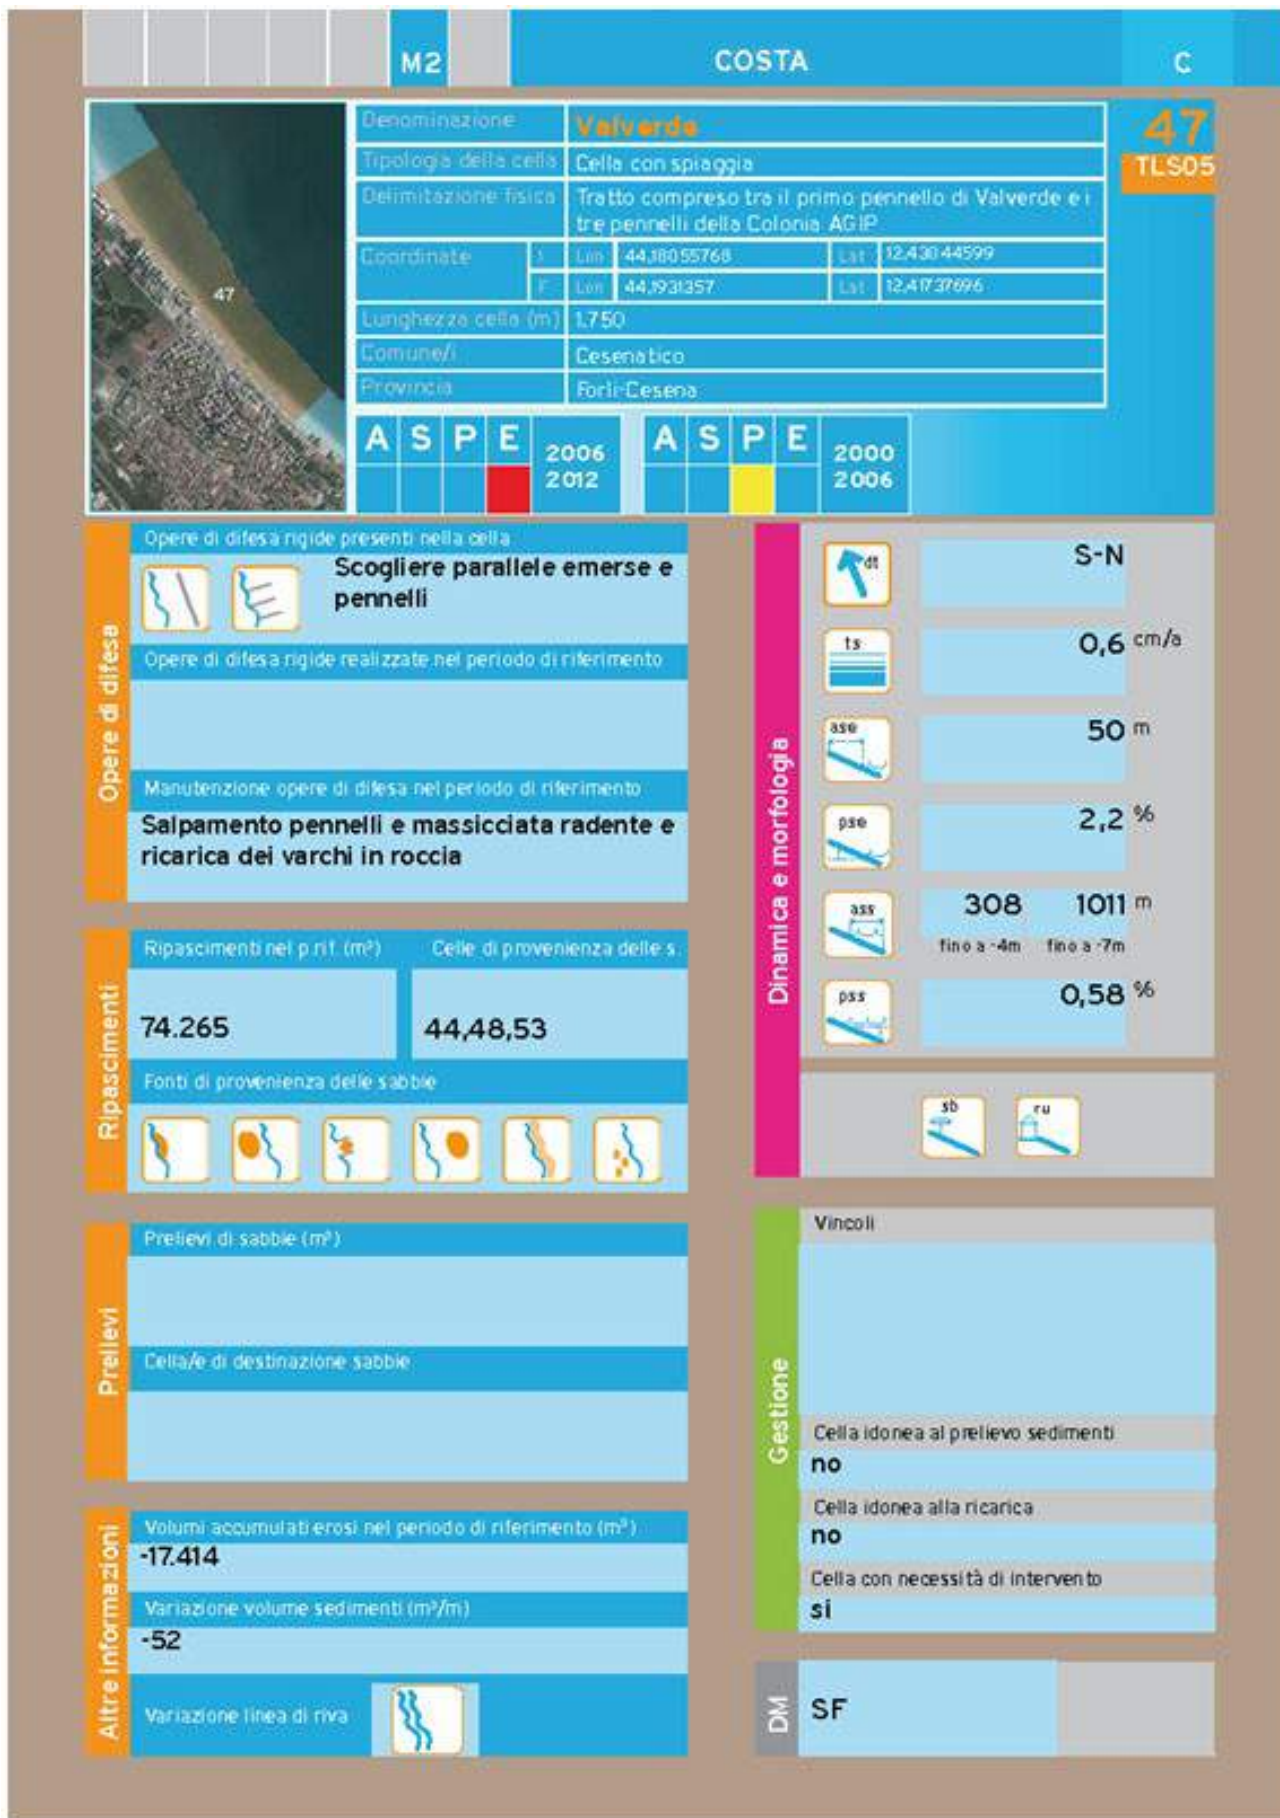 M2
COSTA
C
47
Denominazione
Valverde
47
TLS05
Tipologia della cella
Cella con spiaggia
Delimitazione fisica
Tratto compreso tra il primo pennello di Valverde e i
tre pennelli della Colonia AGIP
Coordinate
I Lon 44,18055768 Lat 12,43044599
F Lon 44,1931357 Lat 12,41737696
Lunghezza cella (m)
1.750
Comune/i
Cesenatico
Provincia
Forlì-Cesena
A S P E
2006
2012
A S P E
2000
2006
Opere di difesa
Opere di difesa rigide presenti nella cella
Scogliere parallele emerse e
pennelli
Opere di difesa rigide realizzate nel periodo di riferimento
Manutenzione opere di difesa nel periodo di riferimento
Salpamento pennelli e massicciata radente e
ricarica dei varchi in roccia
Ripascimenti
Ripascimenti nel p.rif. (m³)
Celle di provenienza delle s.
74.265
44,48,53
Fonti di provenienza delle sabbie
Prelievi
Prelievi di sabbie (m³)
Cella/e di destinazione sabbie
Altre informazioni
Volumi accumulati erosi nel periodo di riferimento (m³)
-17.414
Variazione volume sedimenti (m³/m)
-52
Variazione linea di riva
Dinamica e morfologia
dt
S-N
ts
0,6 cm/a
ase
50 m
pse
2,2 %
ass
308 1011 m
fino a -4m fino a -7m
pss
0,58 %
sb
ru
Gestione
Vincoli
Cella idonea al prelievo sedimenti
no
Cella idonea alla ricarica
no
Cella con necessità di intervento
si
DM
SF